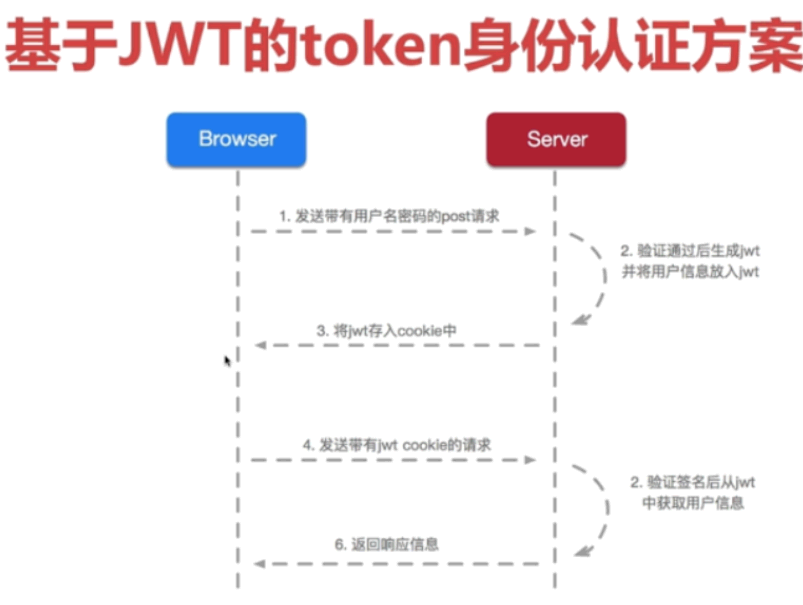 基于JWT的token身份认证方案
Browser
Server
1. 发送带有用户名密码的post请求
2. 验证通过后生成jwt
并将用户信息放入jwt
3. 将jwt存入cookie中
4. 发送带有jwt cookie的请求
2. 验证签名后从jwt
中获取用户信息
6. 返回响应信息